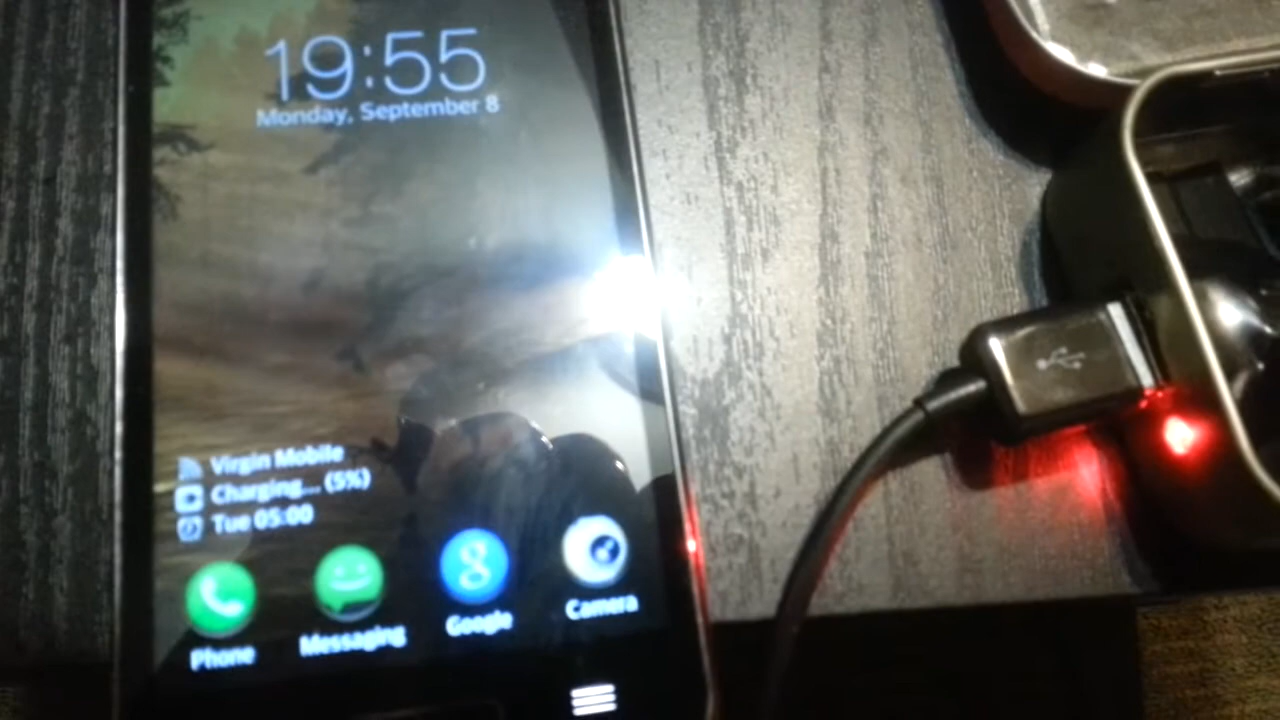 19:55
Monday, September 8
Virgin Mobile
Charging... (5%)
Tue 05:00
Phone
Messaging
Google
Camera